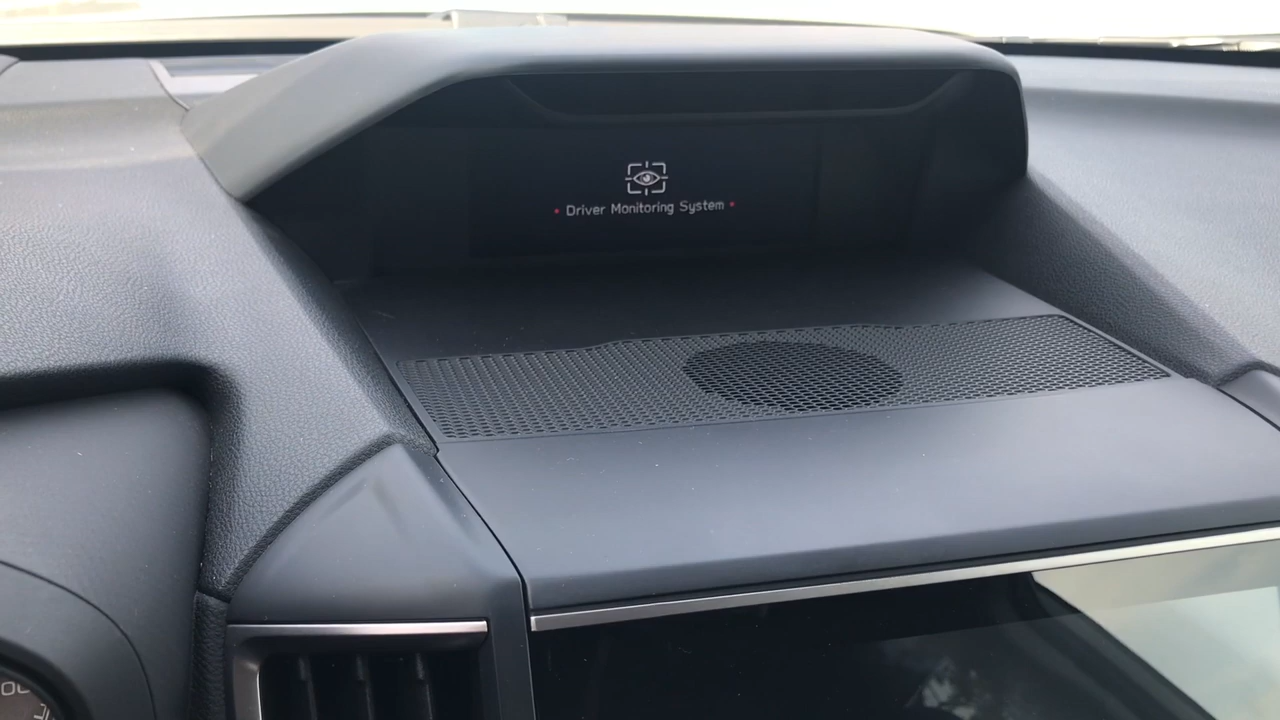 • Driver Monitoring System •